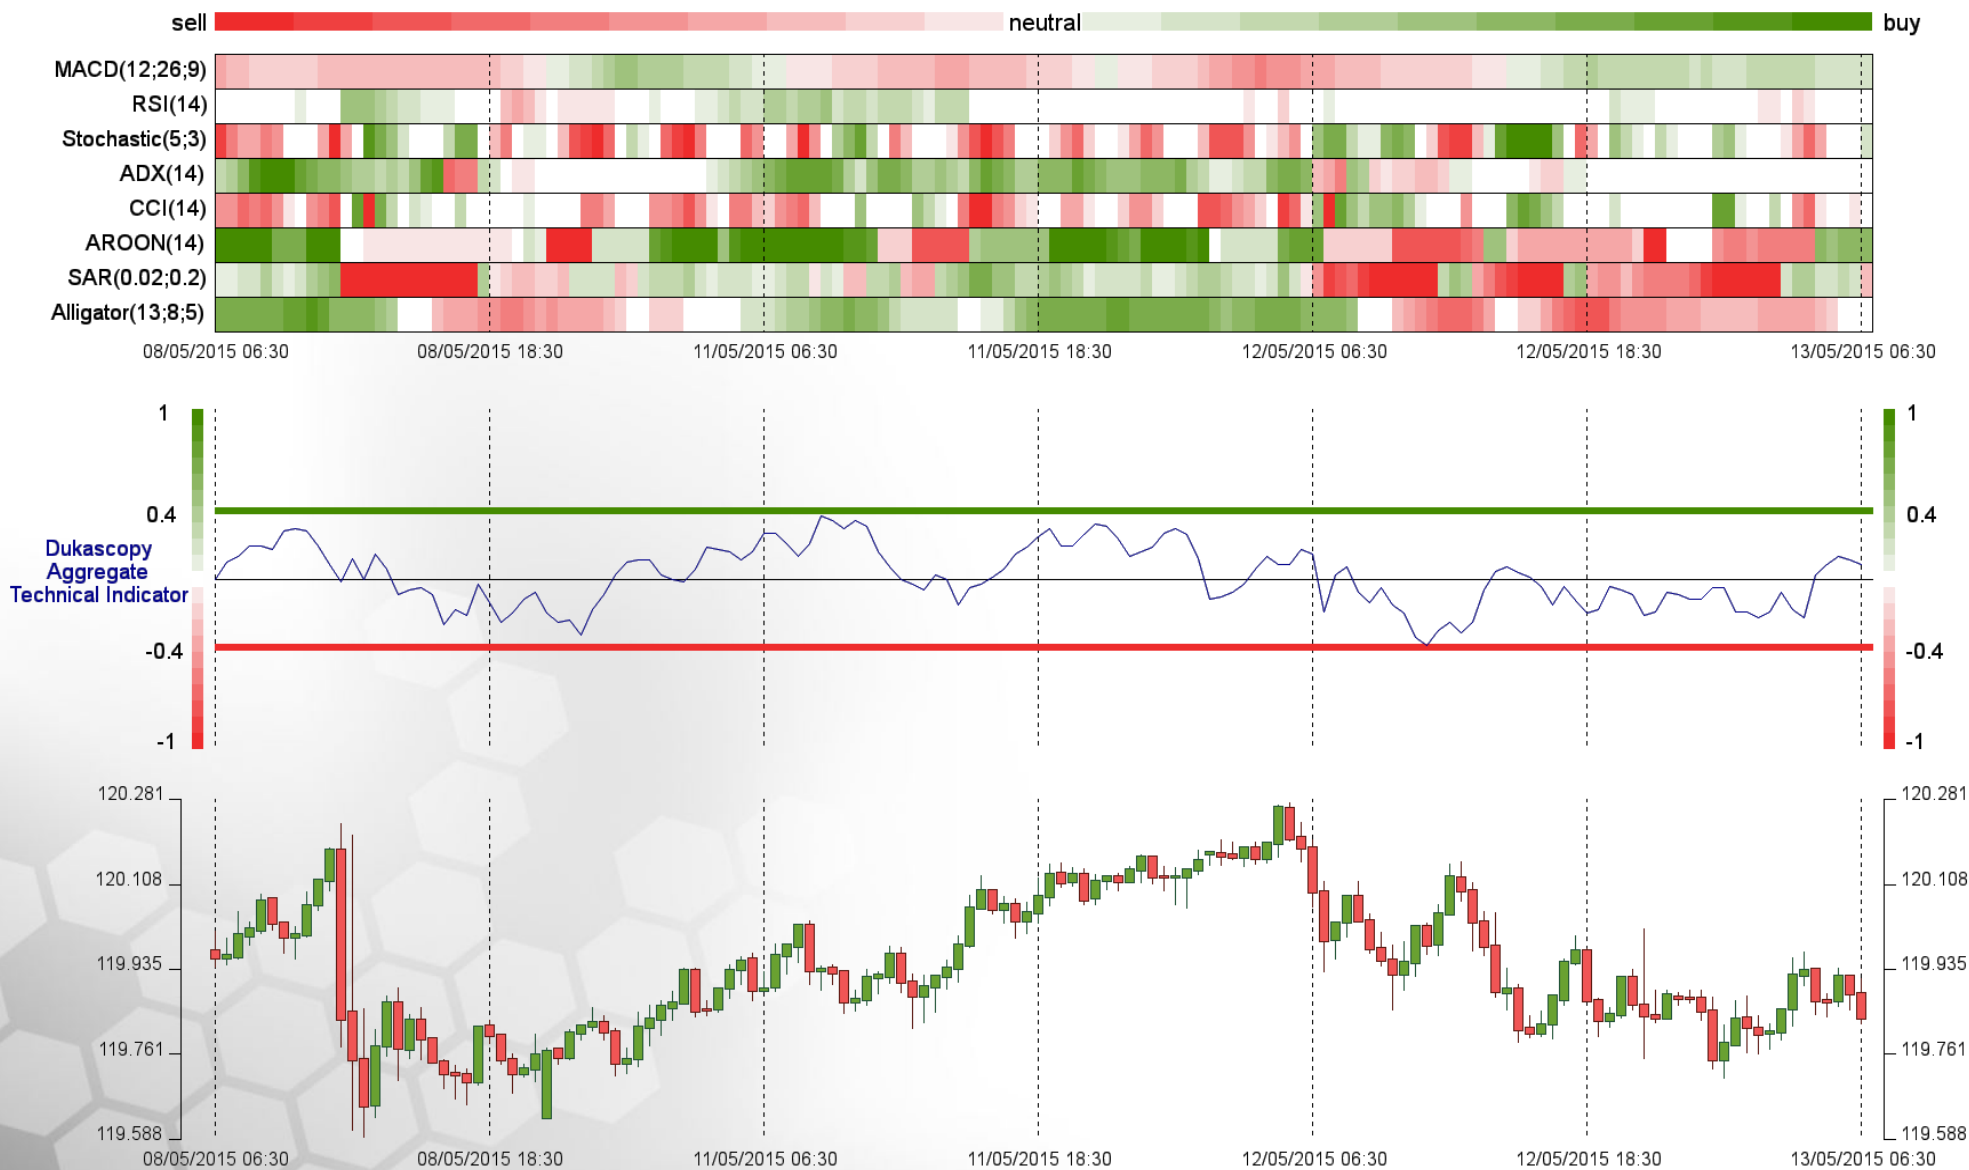 sell neutral buy
MACD(12;26;9)
RSI(14)
Stochastic(5;3)
ADX(14)
CCI(14)
AROON(14)
SAR(0.02;0.2)
Alligator(13;8;5)
08/05/2015 06:30 08/05/2015 18:30 11/05/2015 06:30 11/05/2015 18:30 12/05/2015 06:30 12/05/2015 18:30 13/05/2015 06:30
1 1
0.4 0.4
Dukascopy
Aggregate
Technical Indicator
-0.4 -0.4
-1 -1
120.281 120.281
120.108 120.108
119.935 119.935
119.761 119.761
119.588 119.588
08/05/2015 06:30 08/05/2015 18:30 11/05/2015 06:30 11/05/2015 18:30 12/05/2015 06:30 12/05/2015 18:30 13/05/2015 06:30